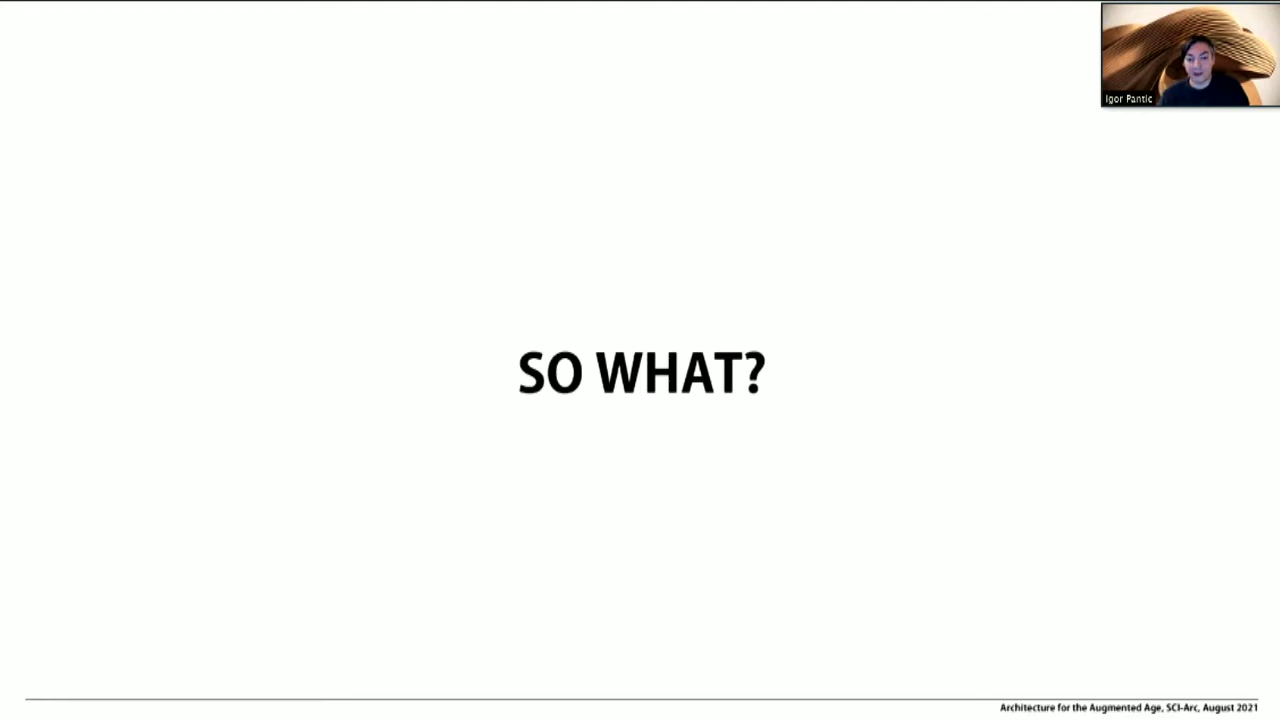 Igor Pantic
SO WHAT?
Architecture for the Augmented Age, SCI-Arc, August 2021